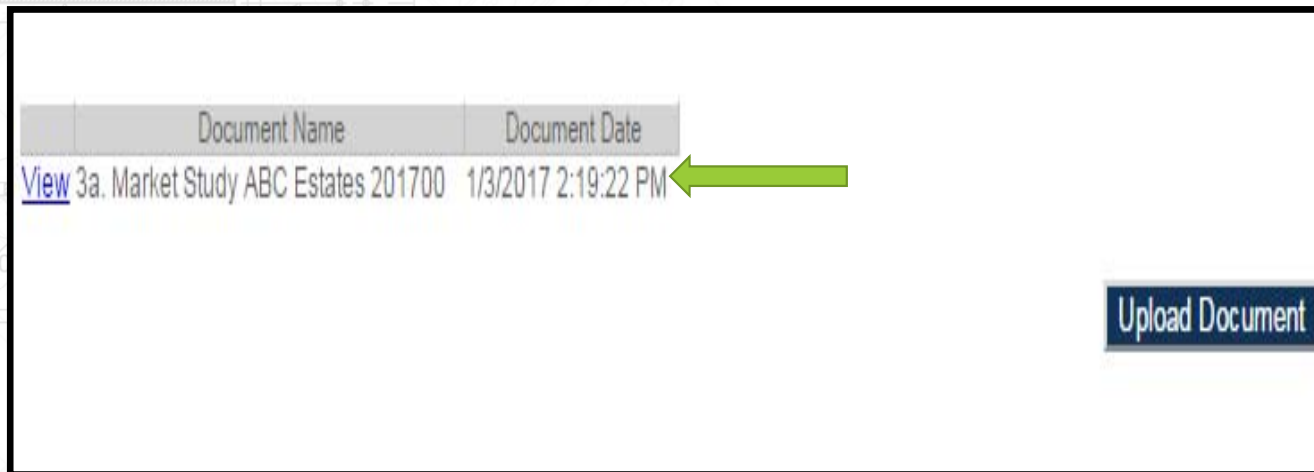 Document Name Document Date
View 3a. Market Study ABC Estates 201700 1/3/2017 2:19:22 PM
Upload Document